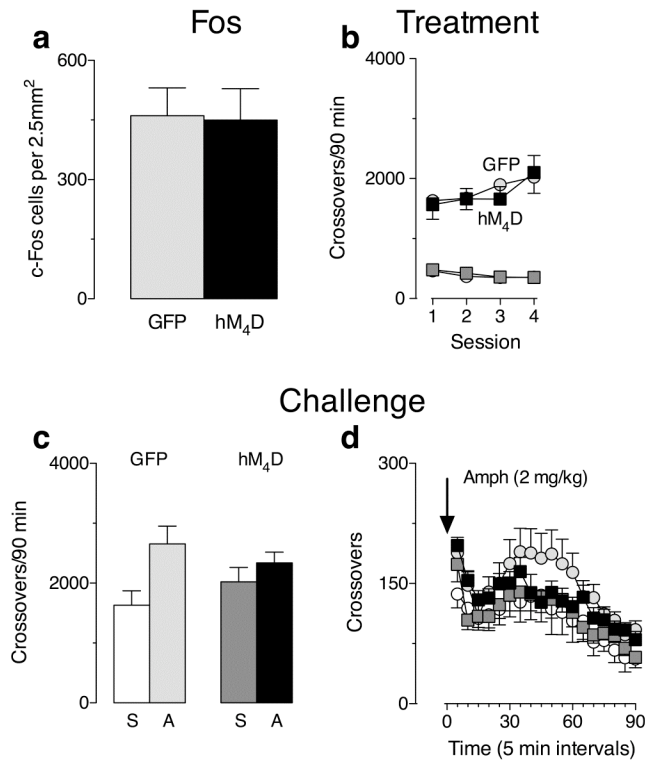 Fos
Treatment
a
b
c-Fos cells per 2.5mm²
600
300
0
GFP
hM₄D
Crossovers/90 min
4000
2000
0
GFP
hM₄D
1
2
3
4
Session
Challenge
c
d
Crossovers/90 min
4000
2000
0
GFP
hM₄D
S
A
S
A
Crossovers
300
150
0
Amph (2 mg/kg)
0
30
60
90
Time (5 min intervals)